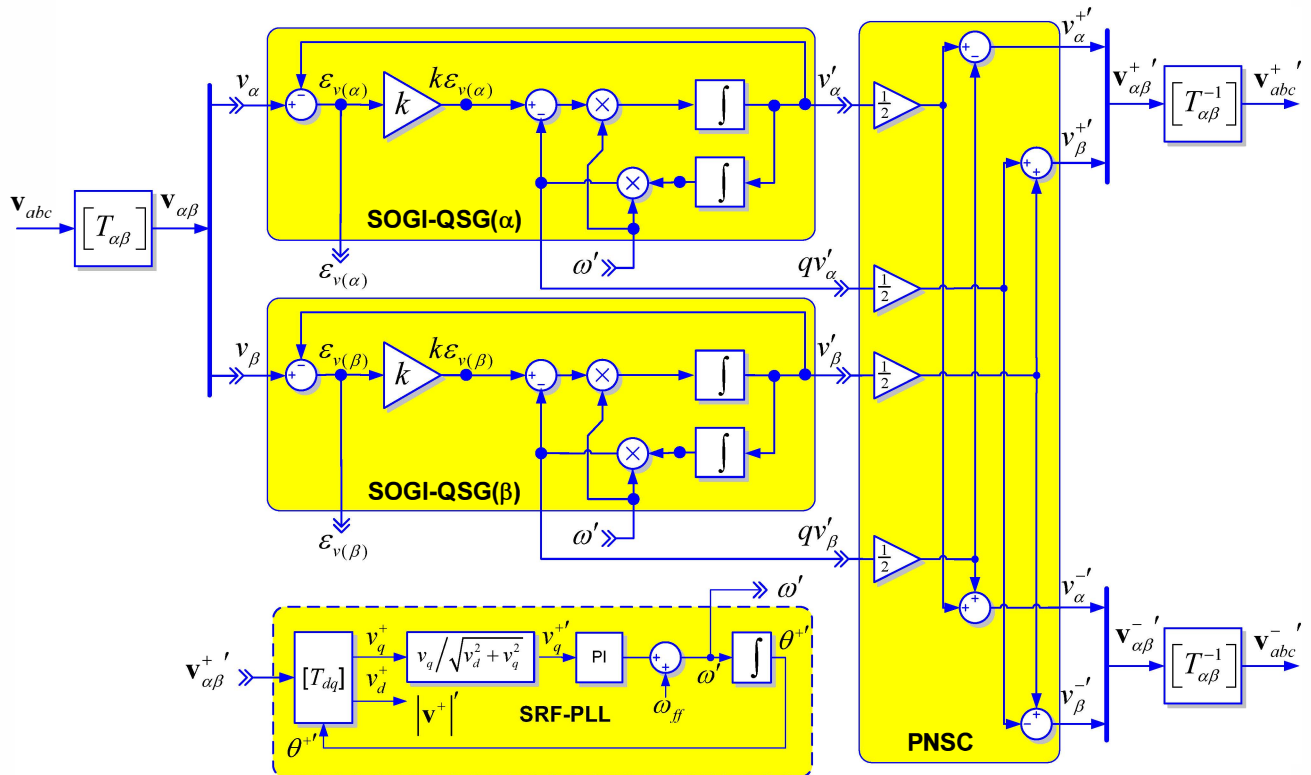 v_abc
[T_αβ]
v_αβ
v_α
+
−
ε_v(α)
k
kε_v(α)
+
−
×
∫
∫
×
SOGI-QSG(α)
ω′
ε_v(α)
v′_α
qv′_α
v_β
+
−
ε_v(β)
k
kε_v(β)
+
−
×
∫
∫
×
SOGI-QSG(β)
ω′
ε_v(β)
v′_β
qv′_β
1/2
1/2
1/2
1/2
+
−
+
+
+
+
−
+
PNSC
v_α^+′
v_β^+′
v_αβ^+′
[T_αβ^−1]
v_abc^+′
v_α^−′
v_β^−′
v_αβ^−′
[T_αβ^−1]
v_abc^−′
v_αβ^+′
[T_dq]
θ^+′
v_q^+
v_d^+
|v^+|′
v_q/√(v_d^2+v_q^2)
v_q^+′
PI
+
+
ω_ff
ω′
ω′
∫
θ^+′
SRF-PLL